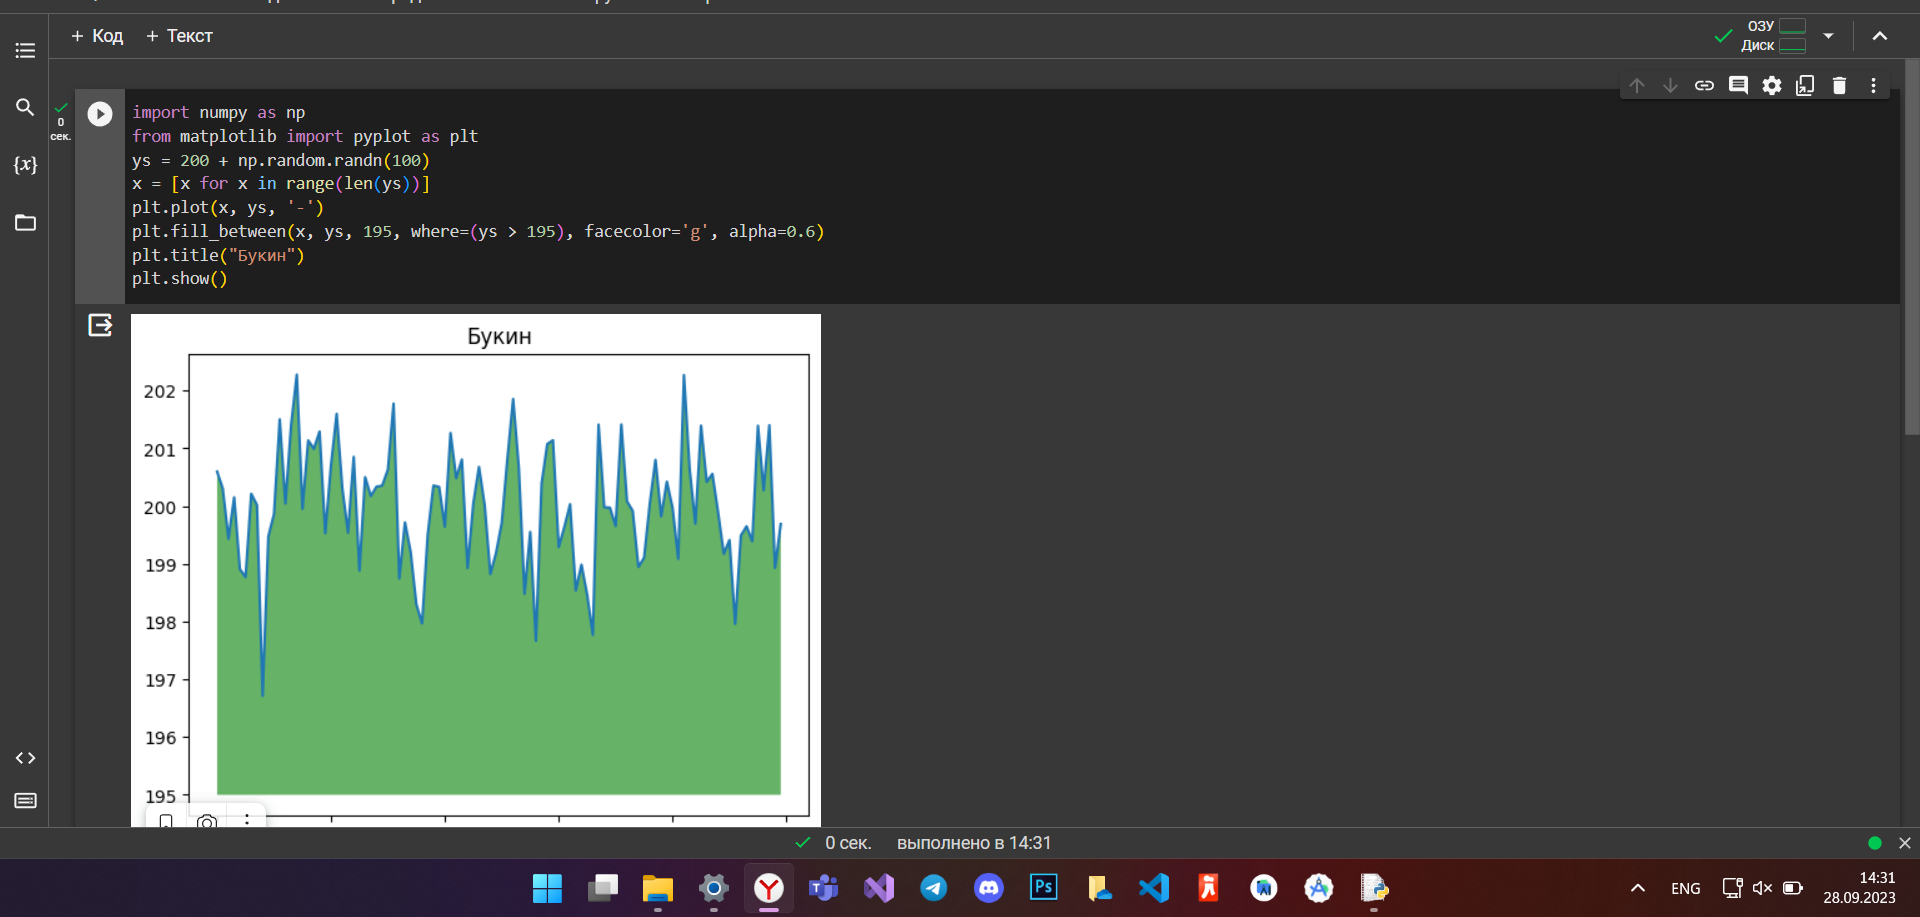 + Код + Текст
ОЗУ
Диск
0
сек.
{x}
import numpy as np
from matplotlib import pyplot as plt
ys = 200 + np.random.randn(100)
x = [x for x in range(len(ys))]
plt.plot(x, ys, '-')
plt.fill_between(x, ys, 195, where=(ys > 195), facecolor='g', alpha=0.6)
plt.title("Букин")
plt.show()
Букин
202
201
200
199
198
197
196
195
0 сек. выполнено в 14:31
Ps
ENG
14:31
28.09.2023